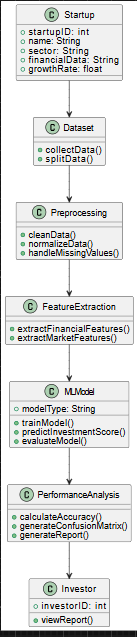 C Startup
startupID: int
name: String
sector: String
financialData: String
growthRate: float
C Dataset
collectData()
splitData()
C Preprocessing
cleanData()
normalizeData()
handleMissingValues()
C FeatureExtraction
extractFinancialFeatures()
extractMarketFeatures()
C MLModel
modelType: String
trainModel()
predictInvestmentScore()
evaluateModel()
C PerformanceAnalysis
calculateAccuracy()
generateConfusionMatrix()
generateReport()
C Investor
investorID: int
viewReport()